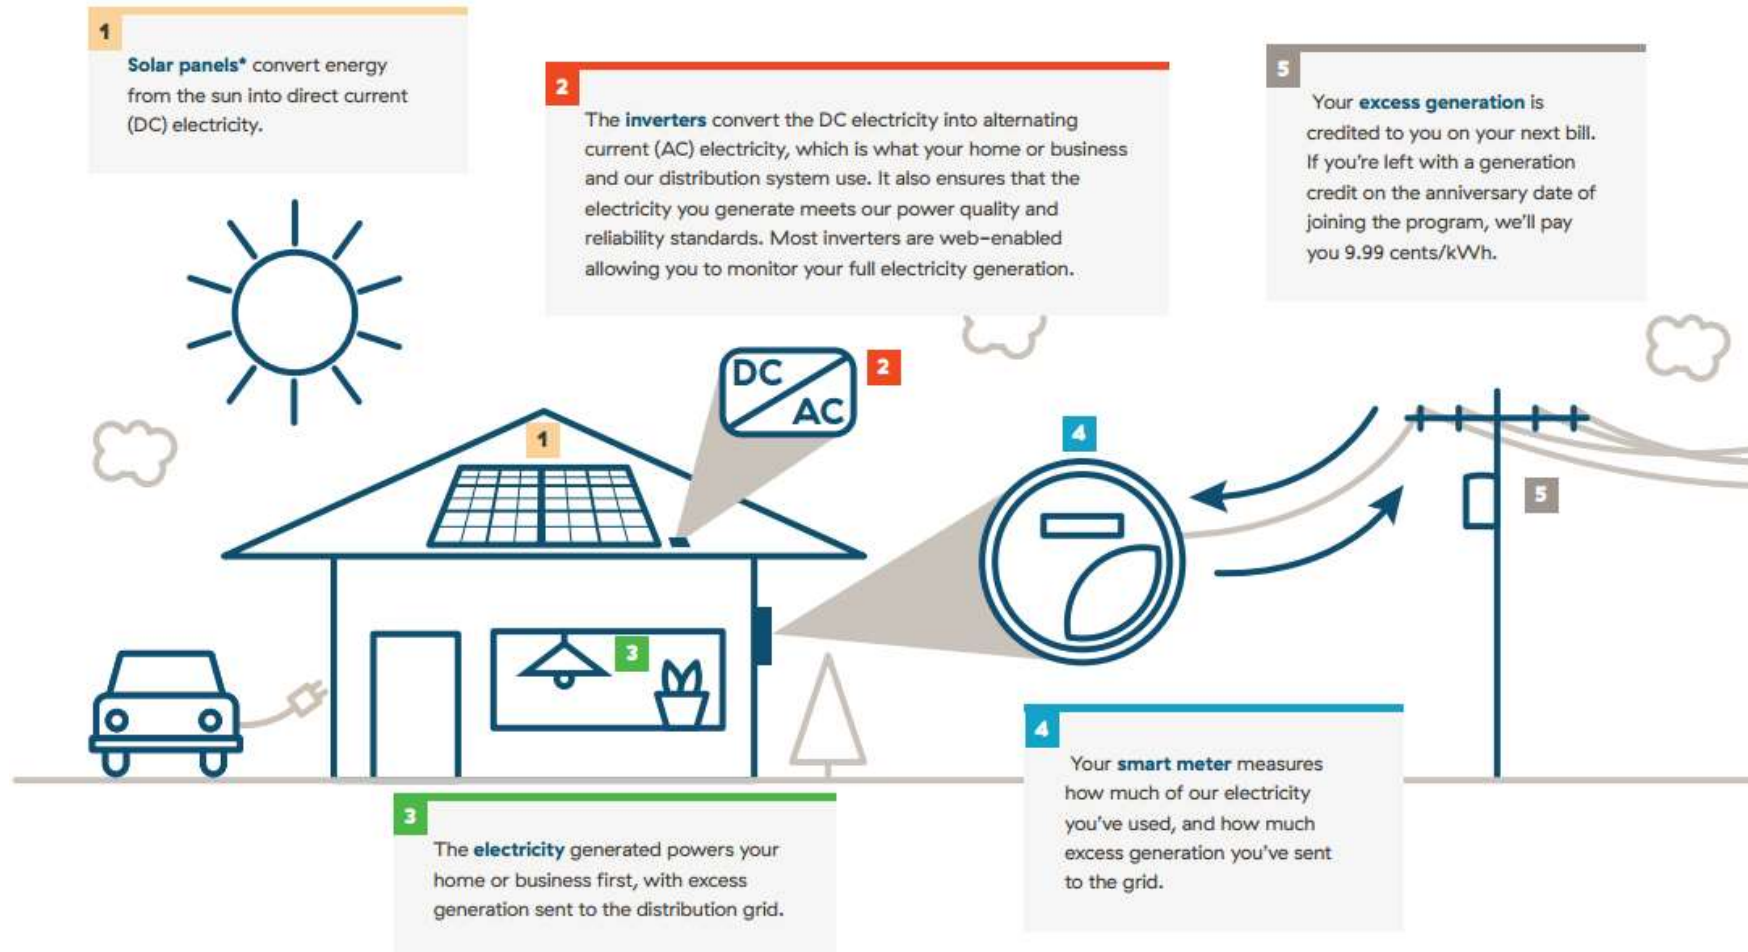 1
Solar panels* convert energy
from the sun into direct current
(DC) electricity.
2
The inverters convert the DC electricity into alternating
current (AC) electricity, which is what your home or business
and our distribution system use. It also ensures that the
electricity you generate meets our power quality and
reliability standards. Most inverters are web-enabled
allowing you to monitor your full electricity generation.
5
Your excess generation is
credited to you on your next bill.
If you're left with a generation
credit on the anniversary date of
joining the program, we'll pay
you 9.99 cents/kWh.
DC
AC
2
1
4
5
3
4
Your smart meter measures
how much of our electricity
you've used, and how much
excess generation you've sent
to the grid.
3
The electricity generated powers your
home or business first, with excess
generation sent to the distribution grid.